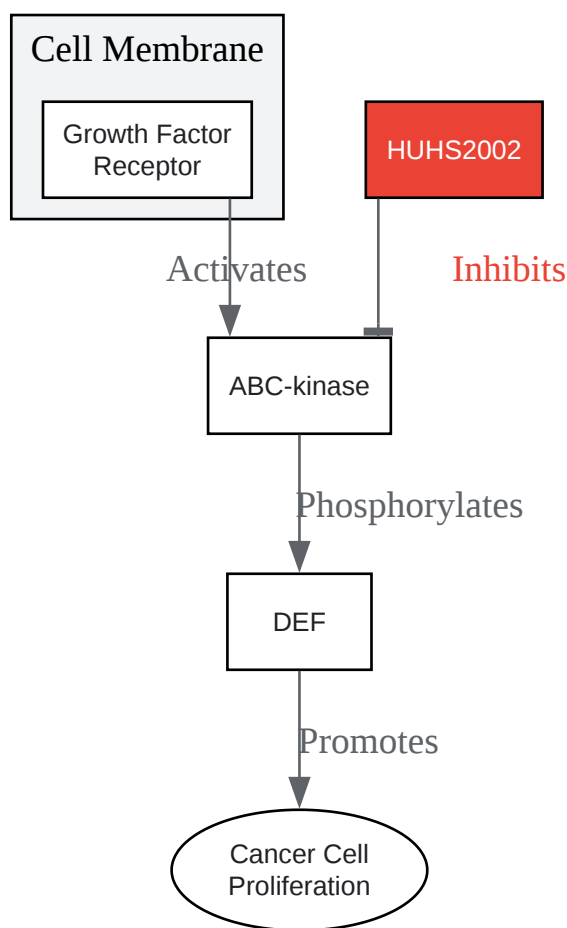 Cell Membrane
Growth Factor
Receptor
HUHS2002
Activates
Inhibits
ABC-kinase
Phosphorylates
DEF
Promotes
Cancer Cell
Proliferation